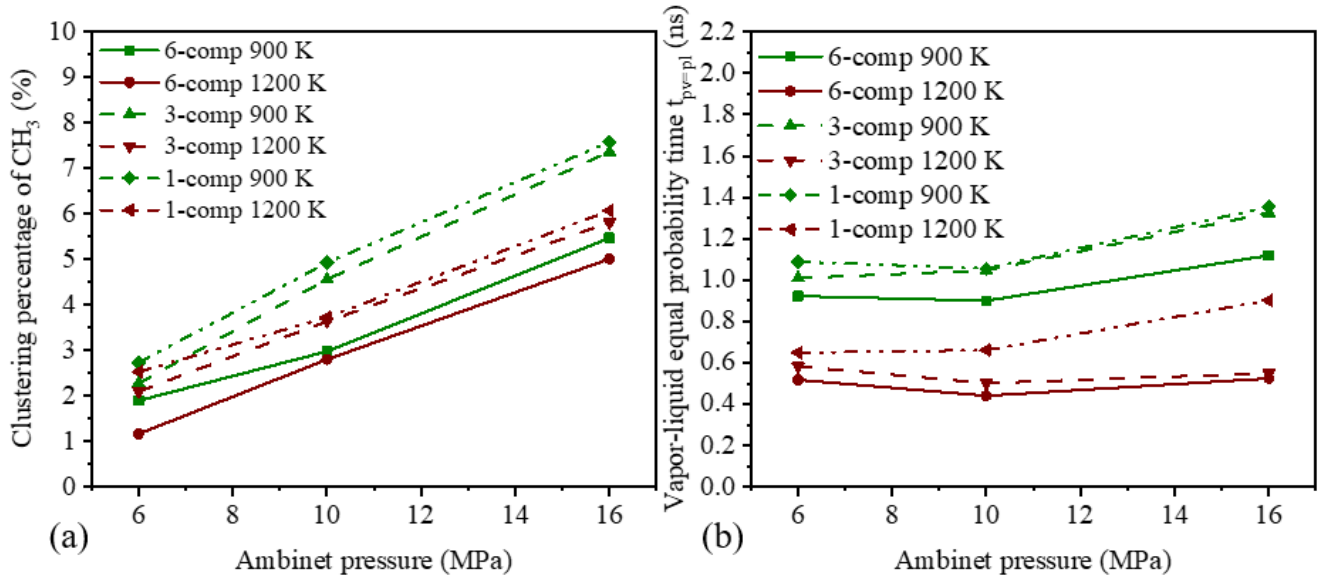 Clustering percentage of CH₃ (%)
10
9
8
7
6
5
4
3
2
1
0
6-comp 900 K
6-comp 1200 K
3-comp 900 K
3-comp 1200 K
1-comp 900 K
1-comp 1200 K
6
8
10
12
14
16
(a)
Ambinet pressure (MPa)
Vapor-liquid equal probability time t_pv=pl (ns)
2.2
2.0
1.8
1.6
1.4
1.2
1.0
0.8
0.6
0.4
0.2
0.0
6-comp 900 K
6-comp 1200 K
3-comp 900 K
3-comp 1200 K
1-comp 900 K
1-comp 1200 K
6
8
10
12
14
16
(b)
Ambinet pressure (MPa)